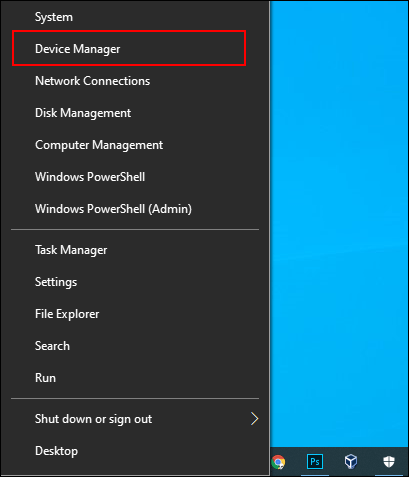 System
Device Manager
Network Connections
Disk Management
Computer Management
Windows PowerShell
Windows PowerShell (Admin)
Task Manager
Settings
File Explorer
Search
Run
Shut down or sign out
Desktop
Ps